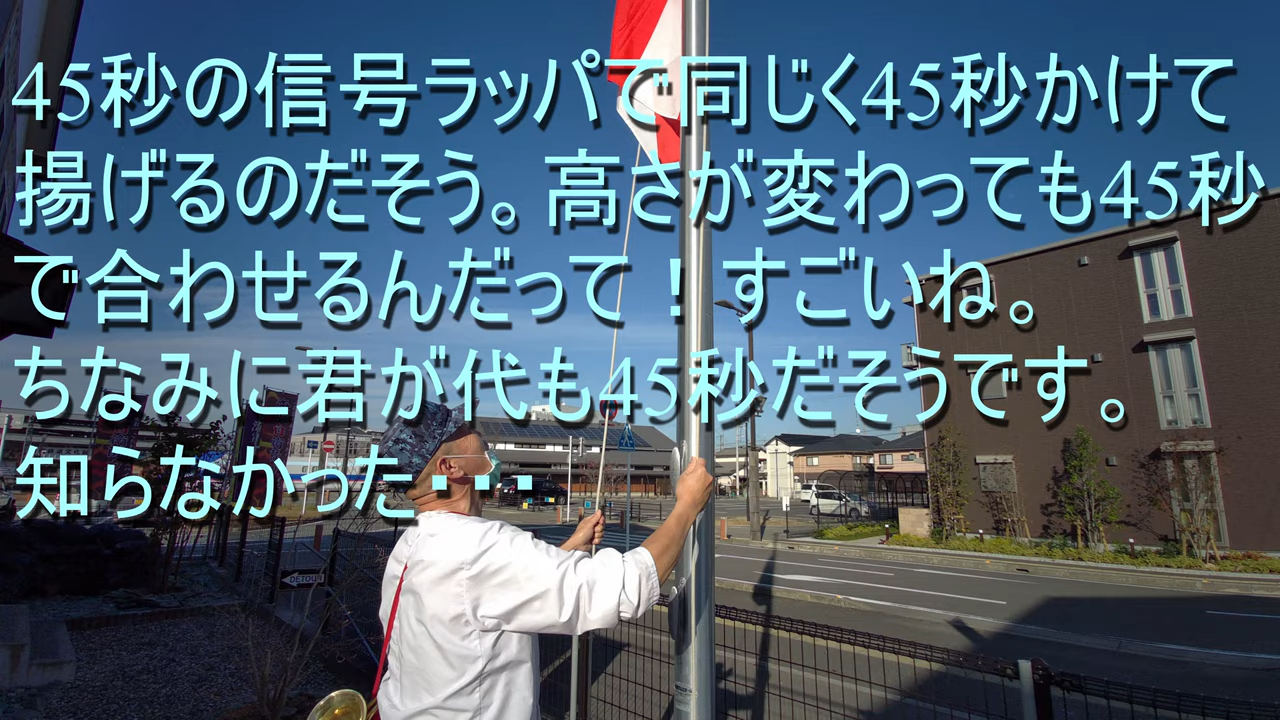 45秒の信号ラッパで同じく45秒かけて
揚げるのだそう。高さが変わっても45秒
で合わせるんだって！すごいね。
ちなみに君が代も45秒だそうです。
知らなかった・・・
DETOUR